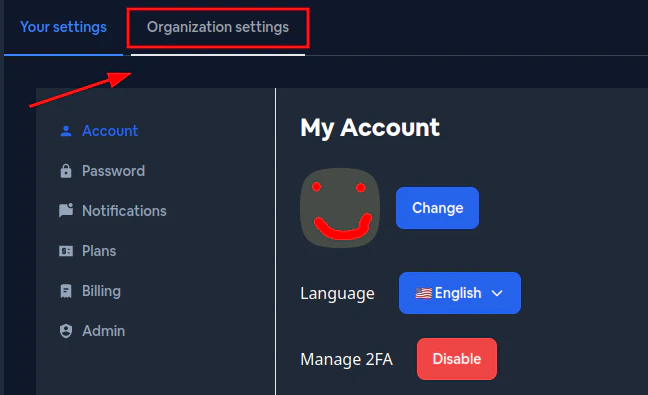 Your settings
Organization settings
Account
Password
Notifications
Plans
Billing
Admin
My Account
Change
Language
English
Manage 2FA
Disable